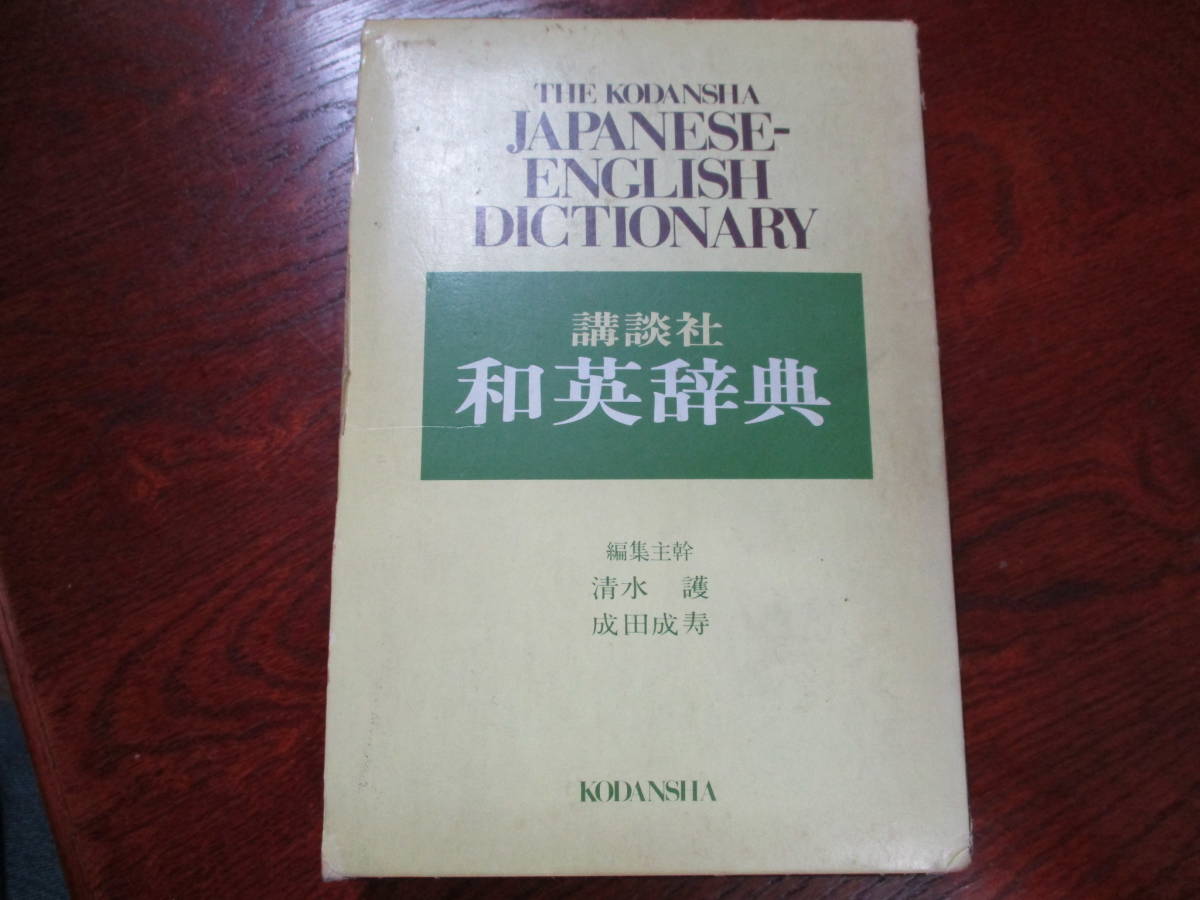 THE KODANSHA
JAPANESE-
ENGLISH
DICTIONARY
講談社
和英辞典
編集主幹
清水 護
成田成寿
KODANSHA